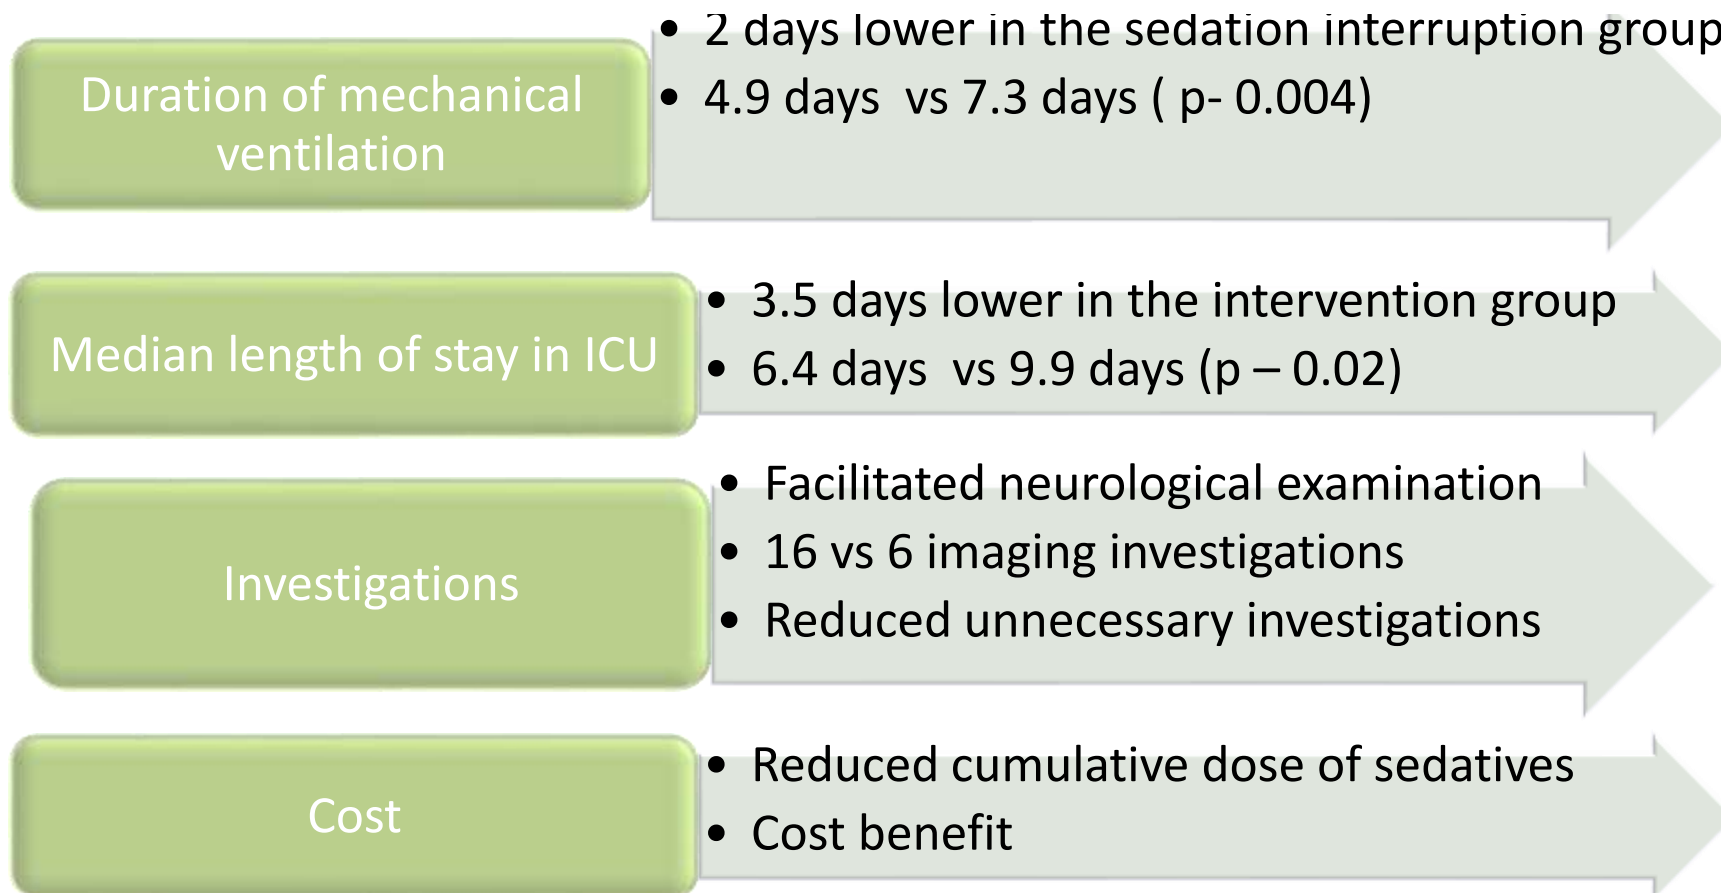 Duration of mechanical
ventilation
• 2 days lower in the sedation interruption group
• 4.9 days  vs 7.3 days ( p- 0.004)
Median length of stay in ICU
• 3.5 days lower in the intervention group
• 6.4 days  vs 9.9 days (p – 0.02)
Investigations
• Facilitated neurological examination
• 16 vs 6 imaging investigations
• Reduced unnecessary investigations
Cost
• Reduced cumulative dose of sedatives
• Cost benefit